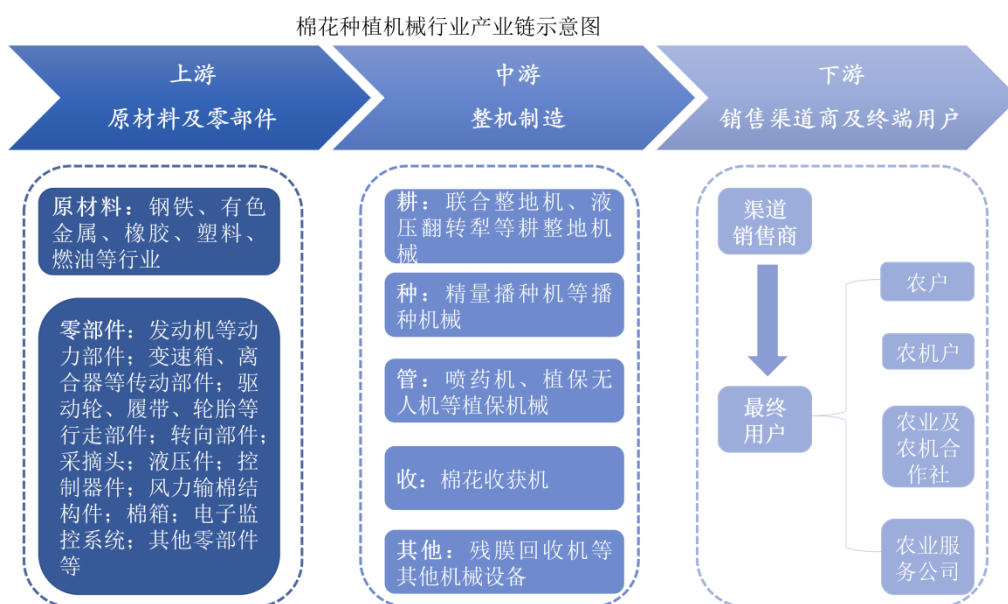 棉花种植机械行业产业链示意图
上游
原材料及零部件
中游
整机制造
下游
销售渠道商及终端用户
原材料：钢铁、有色
金属、橡胶、塑料、
燃油等行业
零部件：发动机等动
力部件；变速箱、离
合器等传动部件；驱
动轮、履带、轮胎等
行走部件；转向部件；
采摘头；液压件；控
制器件；风力输棉结
构件；棉箱；电子监
控系统；其他零部件
等
耕：联合整地机、液
压翻转犁等耕整地机
械
种：精量播种机等播
种机械
管：喷药机、植保无
人机等植保机械
收：棉花收获机
其他：残膜回收机等
其他机械设备
渠道
销售商
最终
用户
农户
农机户
农业及
农机合
作社
农业服
务公司